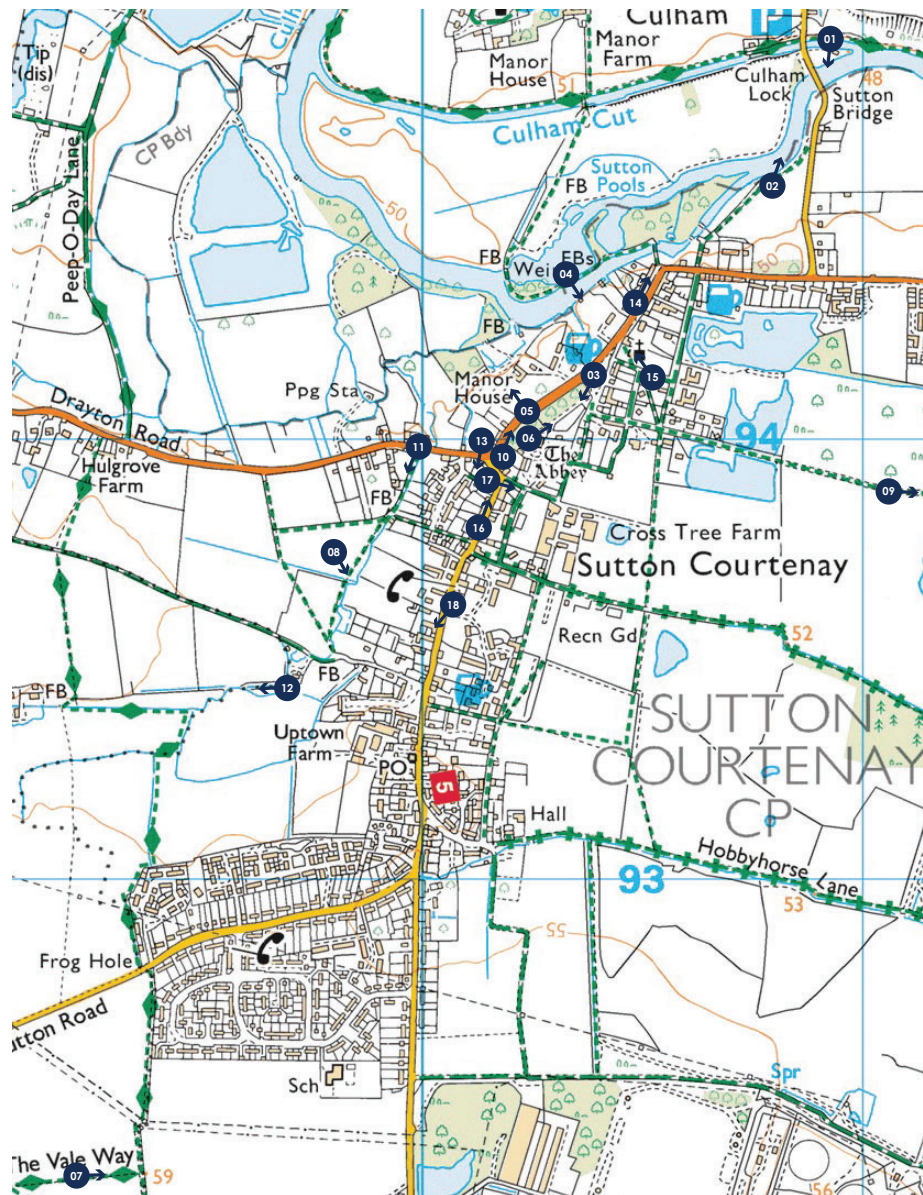 Culham
01
Tip
(dis)
Manor
House
Manor
Farm
51
Culham
Lock
48
Sutton
Bridge
Culham Cut
CP Bdy
Peep-O-Day Lane
Sutton
Pools
FB
02
50
FB
Wei
FBs
04
50
14
FB
03
15
Ppg Sta
Manor
House
05
Drayton Road
13
06
94
11
10
The
Abbey
Hulgrove
Farm
17
09
FB
16
Cross Tree Farm
08
Sutton Courtenay
18
Recn Gd
52
FB
FB
12
SUTTON
COURTENAY
CP
Uptown
Farm
PO
5
Hall
Hobbyhorse Lane
93
53
55
Frog Hole
utton Road
Sch
Spr
The Vale Way
07
59
56